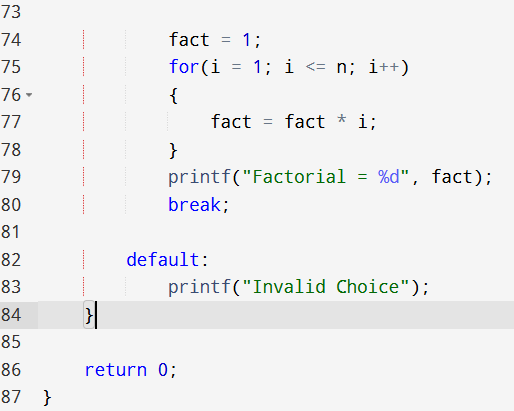 73
74 fact = 1;
75 for(i = 1; i <= n; i++)
76 {
77 fact = fact * i;
78 }
79 printf("Factorial = %d", fact);
80 break;
81
82 default:
83 printf("Invalid Choice");
84 }
85
86 return 0;
87 }